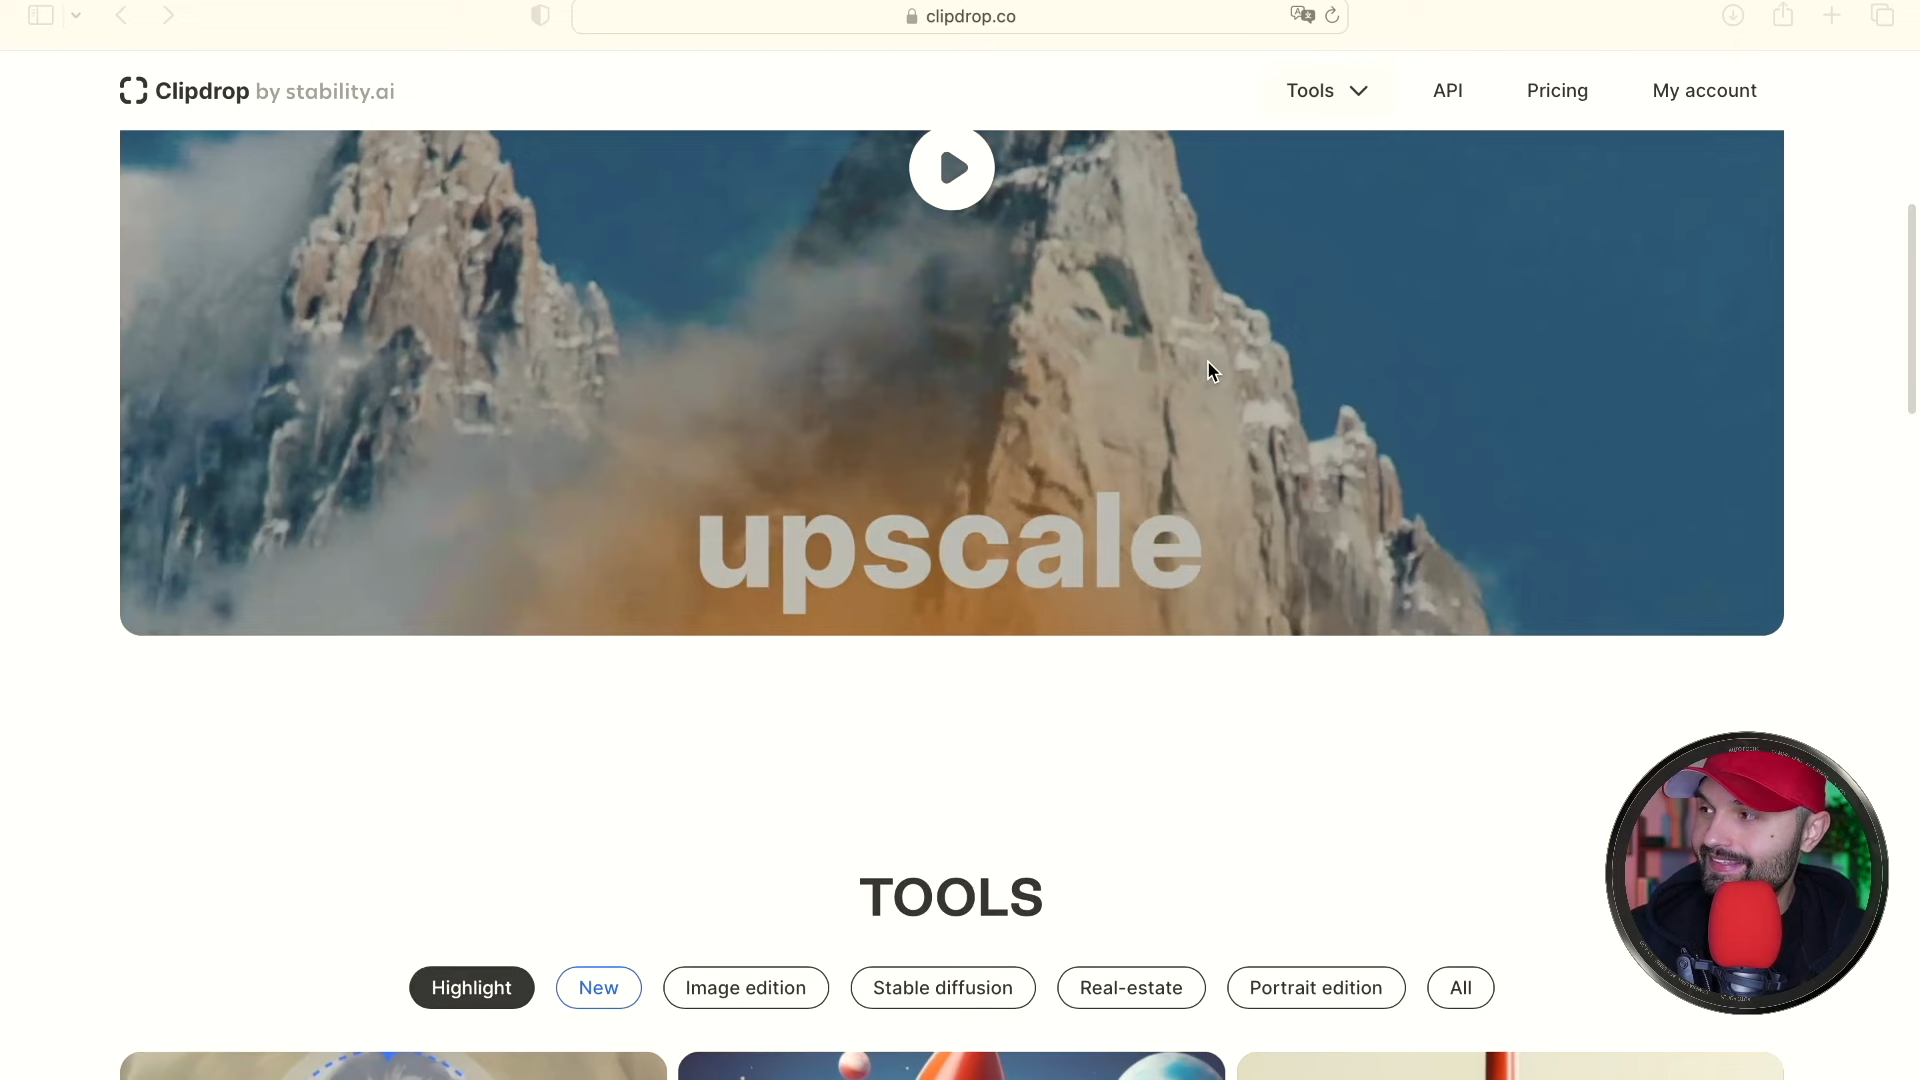 clipdrop.co
Clipdrop by stability.ai
Tools
API
Pricing
My account
upscale
TOOLS
Highlight
New
Image edition
Stable diffusion
Real-estate
Portrait edition
All